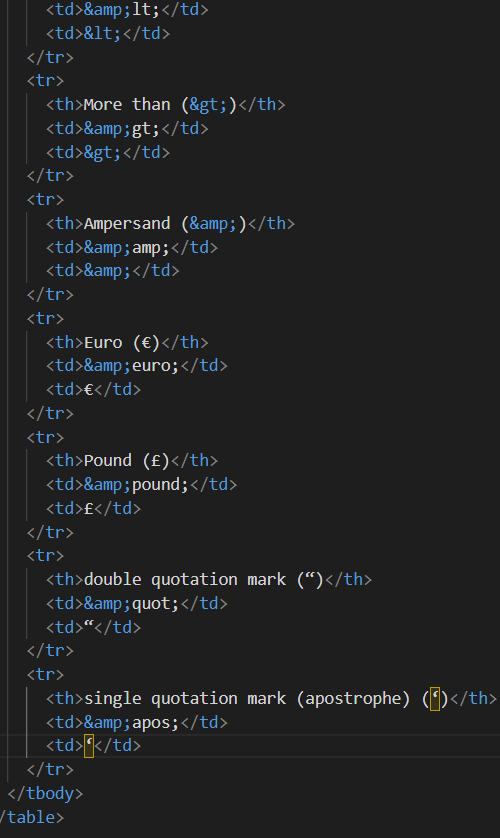 <td>&amp;lt;</td>
<td>&lt;</td>
</tr>
<tr>
<th>More than (&gt;)</th>
<td>&amp;gt;</td>
<td>&gt;</td>
</tr>
<tr>
<th>Ampersand (&amp;)</th>
<td>&amp;amp;</td>
<td>&amp;</td>
</tr>
<tr>
<th>Euro (€)</th>
<td>&amp;euro;</td>
<td>€</td>
</tr>
<tr>
<th>Pound (£)</th>
<td>&amp;pound;</td>
<td>£</td>
</tr>
<tr>
<th>double quotation mark (“)</th>
<td>&amp;quot;</td>
<td>“</td>
</tr>
<tr>
<th>single quotation mark (apostrophe) (‘)</th>
<td>&amp;apos;</td>
<td>‘</td>
</tr>
</tbody>
/table>